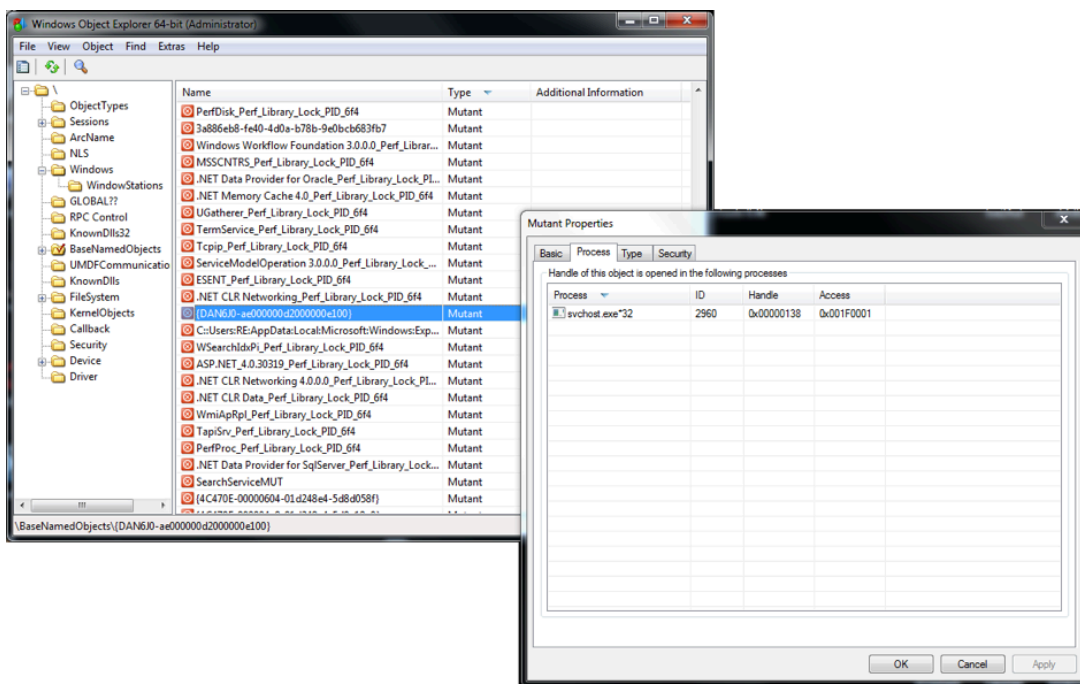 Windows Object Explorer 64-bit (Administrator)
File View Object Find Extras Help
\
ObjectTypes
Sessions
ArcName
NLS
Windows
WindowStations
GLOBAL??
RPC Control
KnownDlls32
BaseNamedObjects
UMDFCommunicatio
KnownDlls
FileSystem
KernelObjects
Callback
Security
Device
Driver
Name Type Additional Information
PerfDisk_Perf_Library_Lock_PID_6f4 Mutant
3a886eb8-fe40-4d0a-b78b-9e0bcb683fb7 Mutant
Windows Workflow Foundation 3.0.0.0_Perf_Librar... Mutant
MSSCNTRS_Perf_Library_Lock_PID_6f4 Mutant
.NET Data Provider for Oracle_Perf_Library_Lock_PI... Mutant
.NET Memory Cache 4.0_Perf_Library_Lock_PID_6f4 Mutant
UGatherer_Perf_Library_Lock_PID_6f4 Mutant
TermService_Perf_Library_Lock_PID_6f4 Mutant
Tcpip_Perf_Library_Lock_PID_6f4 Mutant
ServiceModelOperation 3.0.0.0_Perf_Library_Lock_... Mutant
ESENT_Perf_Library_Lock_PID_6f4 Mutant
.NET CLR Networking_Perf_Library_Lock_PID_6f4 Mutant
{DAN6J0-ae000000d2000000e100} Mutant
C::Users:RE:AppData:Local:Microsoft:Windows:Exp... Mutant
WSearchIdxPi_Perf_Library_Lock_PID_6f4 Mutant
ASP.NET_4.0.30319_Perf_Library_Lock_PID_6f4 Mutant
.NET CLR Networking 4.0.0.0_Perf_Library_Lock_PI... Mutant
.NET CLR Data_Perf_Library_Lock_PID_6f4 Mutant
WmiApRpl_Perf_Library_Lock_PID_6f4 Mutant
TapiSrv_Perf_Library_Lock_PID_6f4 Mutant
PerfProc_Perf_Library_Lock_PID_6f4 Mutant
.NET Data Provider for SqlServer_Perf_Library_Lock... Mutant
SearchServiceMUT Mutant
{4C470E-00000604-01d248e4-5d8d058f} Mutant
\BaseNamedObjects\{DAN6J0-ae000000d2000000e100}
Mutant Properties
Basic Process Type Security
Handle of this object is opened in the following processes
Process ID Handle Access
svchost.exe*32 2960 0x00000138 0x001F0001
OK Cancel Apply